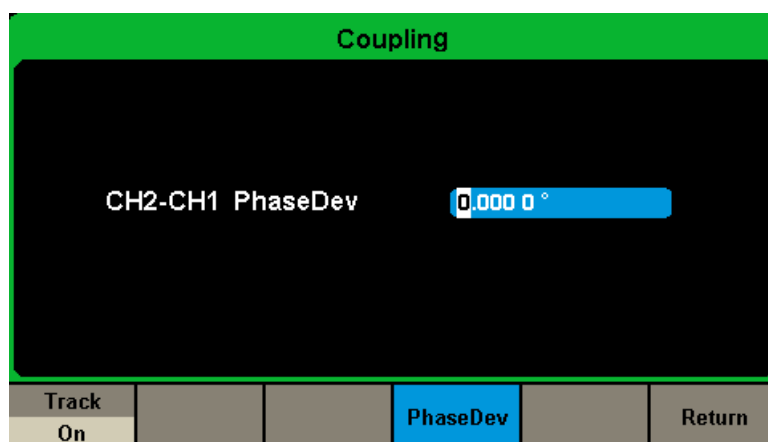 Coupling
CH2-CH1 PhaseDev 0.000 0 °
Track
On
PhaseDev
Return